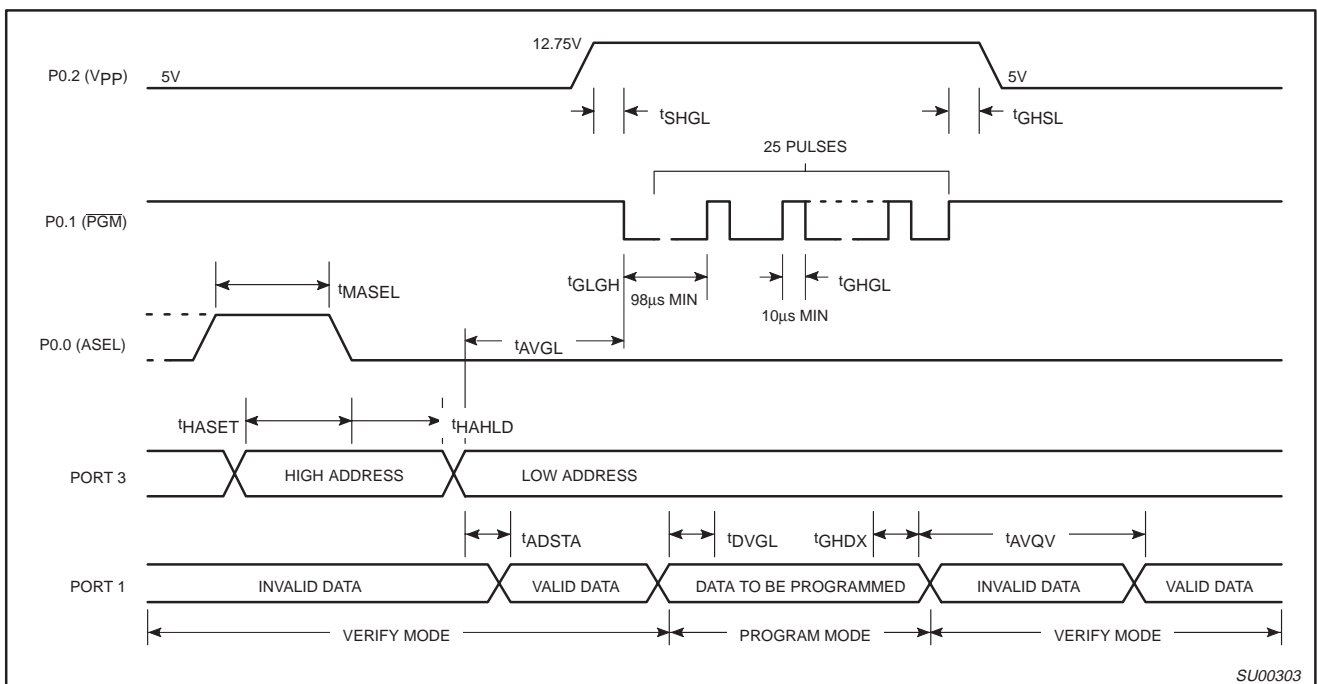 12.75V
P0.2 (VPP)
5V
5V
tSHGL
tGHSL
25 PULSES
P0.1 (PGM)
tMASEL
tGLGH
98µs MIN
tGHGL
10µs MIN
P0.0 (ASEL)
tAVGL
tHASET
tHAHLD
PORT 3
HIGH ADDRESS
LOW ADDRESS
tADSTA
tDVGL
tGHDX
tAVQV
PORT 1
INVALID DATA
VALID DATA
DATA TO BE PROGRAMMED
INVALID DATA
VALID DATA
VERIFY MODE
PROGRAM MODE
VERIFY MODE
SU00303